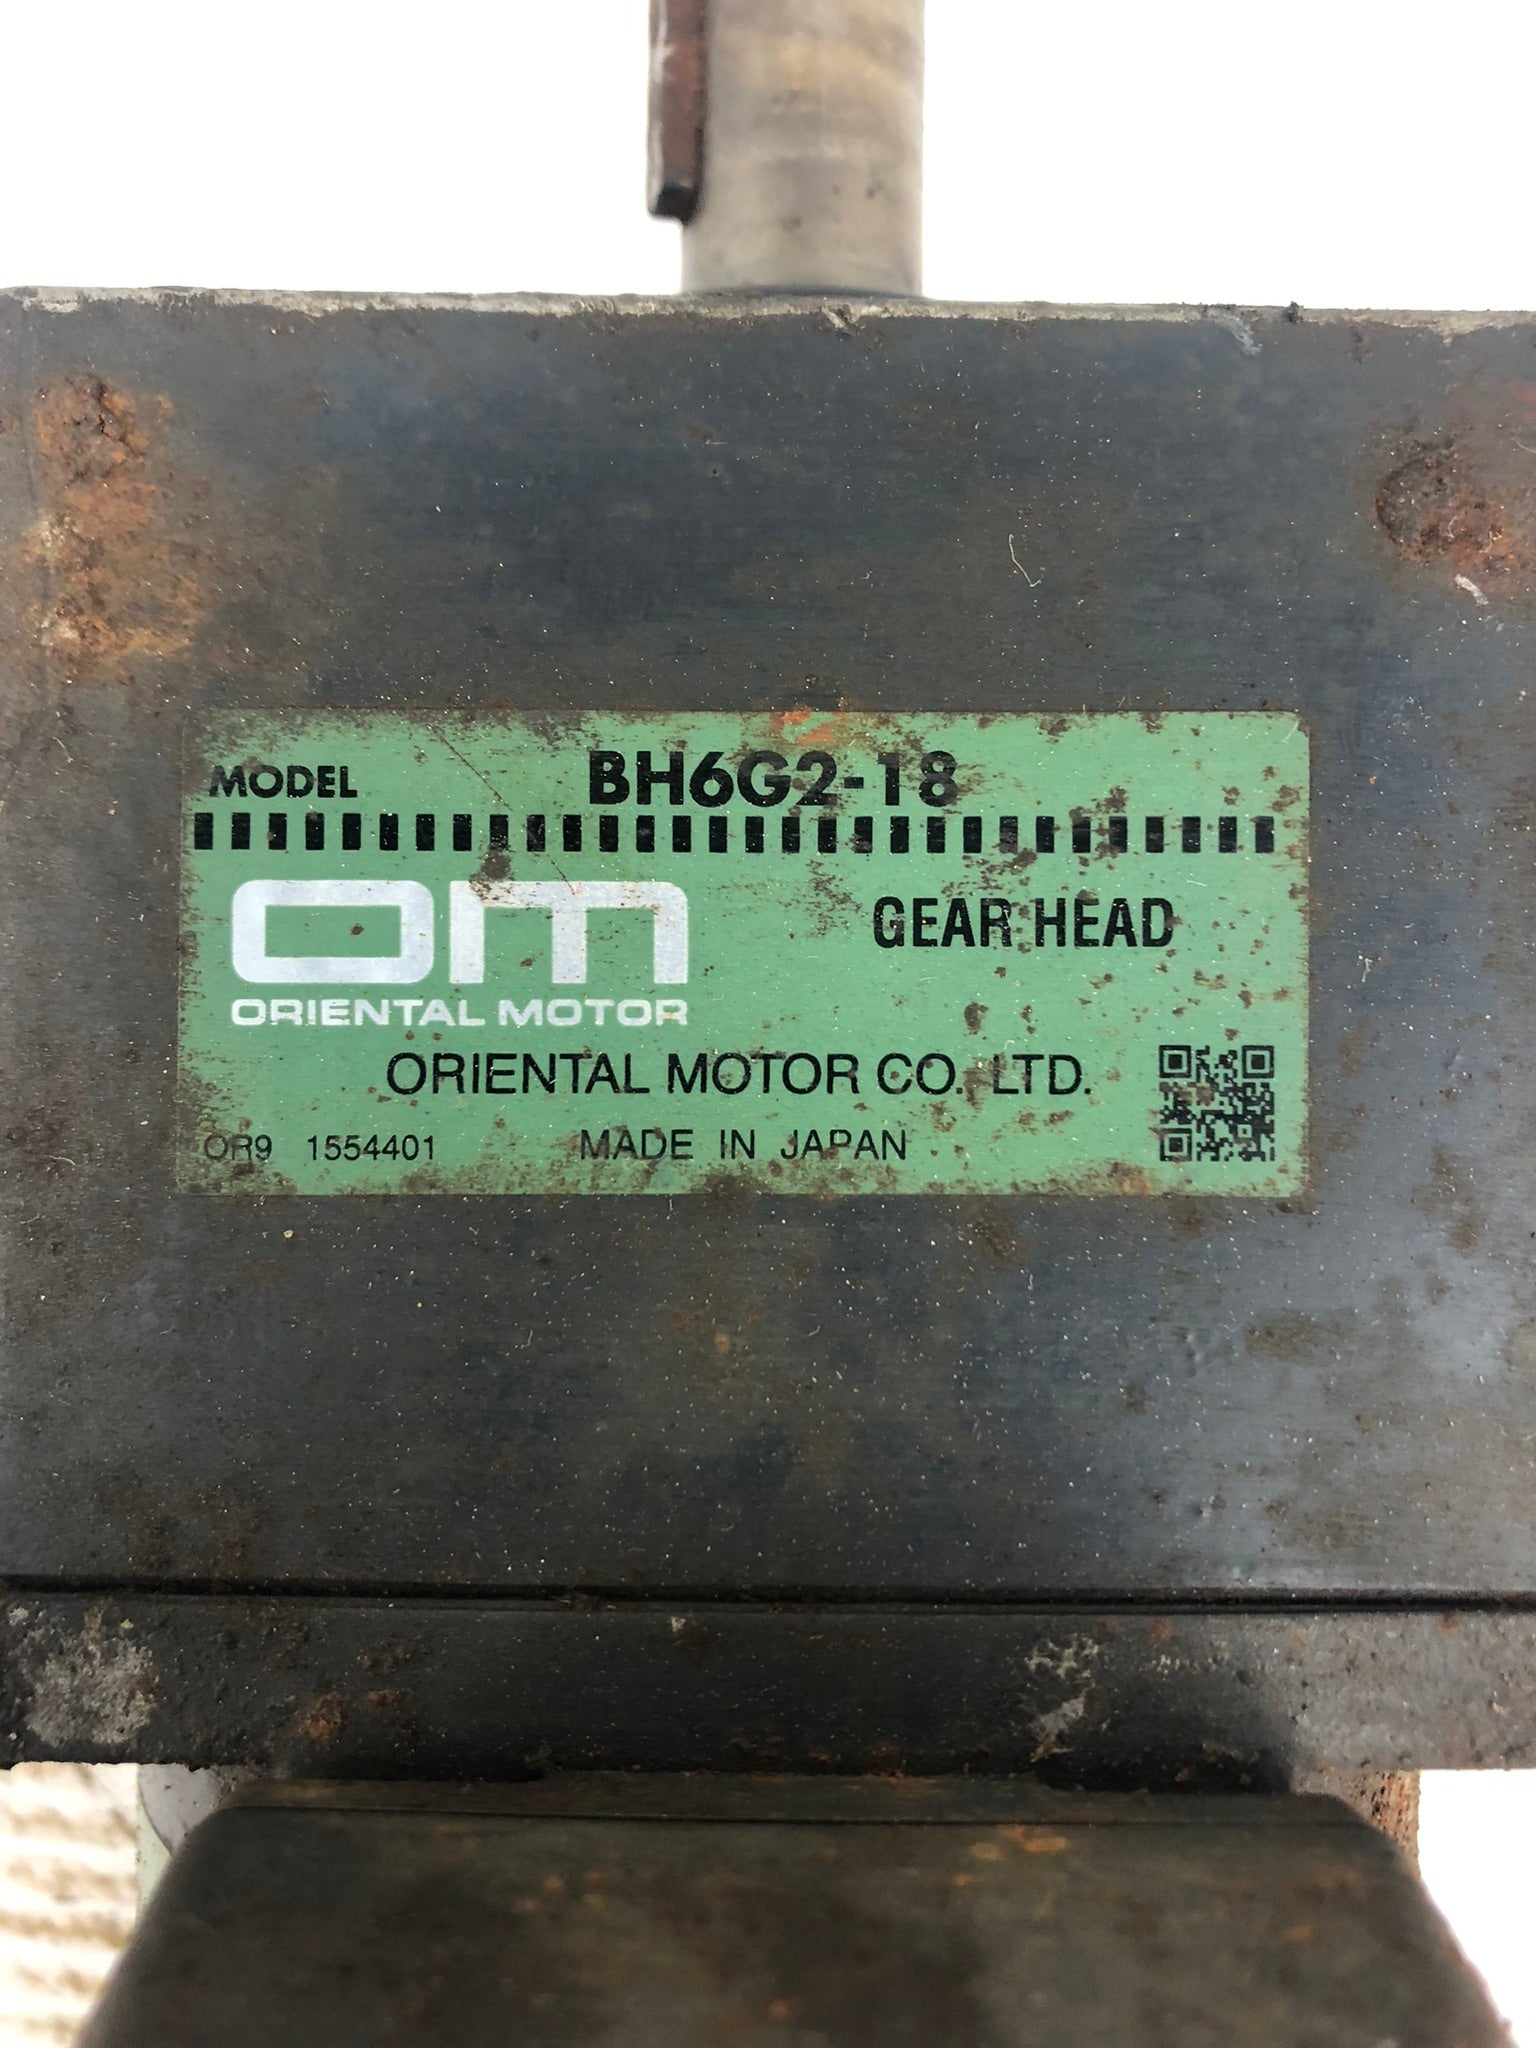 MODEL BH6G2-18
OM GEAR HEAD
ORIENTAL MOTOR
ORIENTAL MOTOR CO. LTD.
OR9 1554401 MADE IN JAPAN